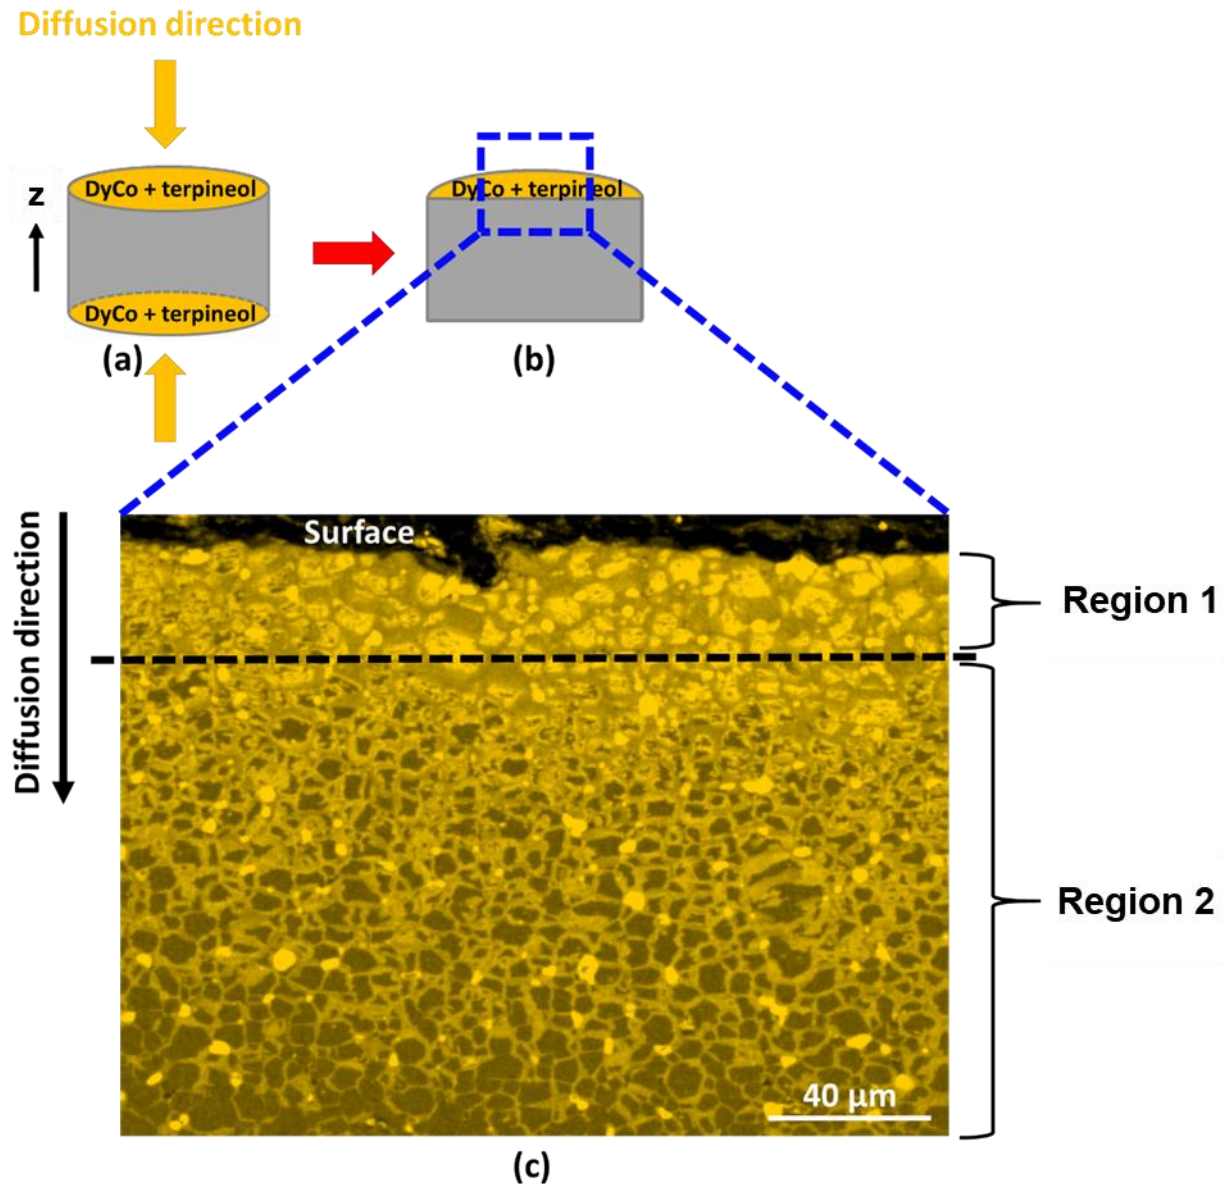 Diffusion direction
z
DyCo + terpineol
DyCo + terpineol
(a)
DyCo + terpineol
(b)
Diffusion direction
Surface
Region 1
Region 2
40 μm
(c)